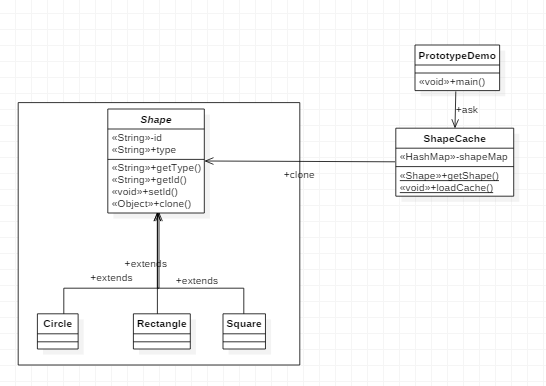 PrototypeDemo
«void»+main()
+ask
ShapeCache
«HashMap»-shapeMap
«Shape»+getShape()
«void»+loadCache()
+clone
Shape
«String»-id
«String»+type
«String»+getType()
«String»+getId()
«void»+setId()
«Object»+clone()
+extends
+extends
+extends
Circle
Rectangle
Square